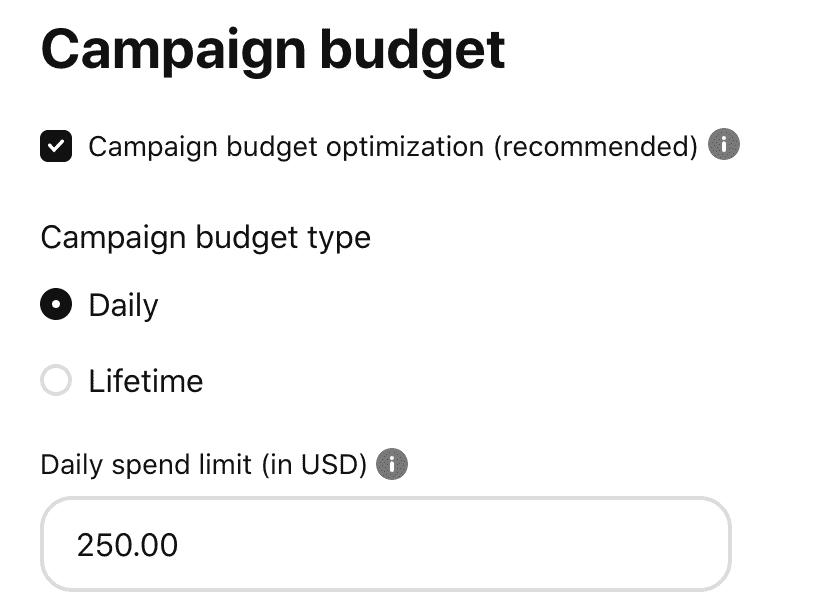 Campaign budget
Campaign budget optimization (recommended)
Campaign budget type
Daily
Lifetime
Daily spend limit (in USD)
250.00